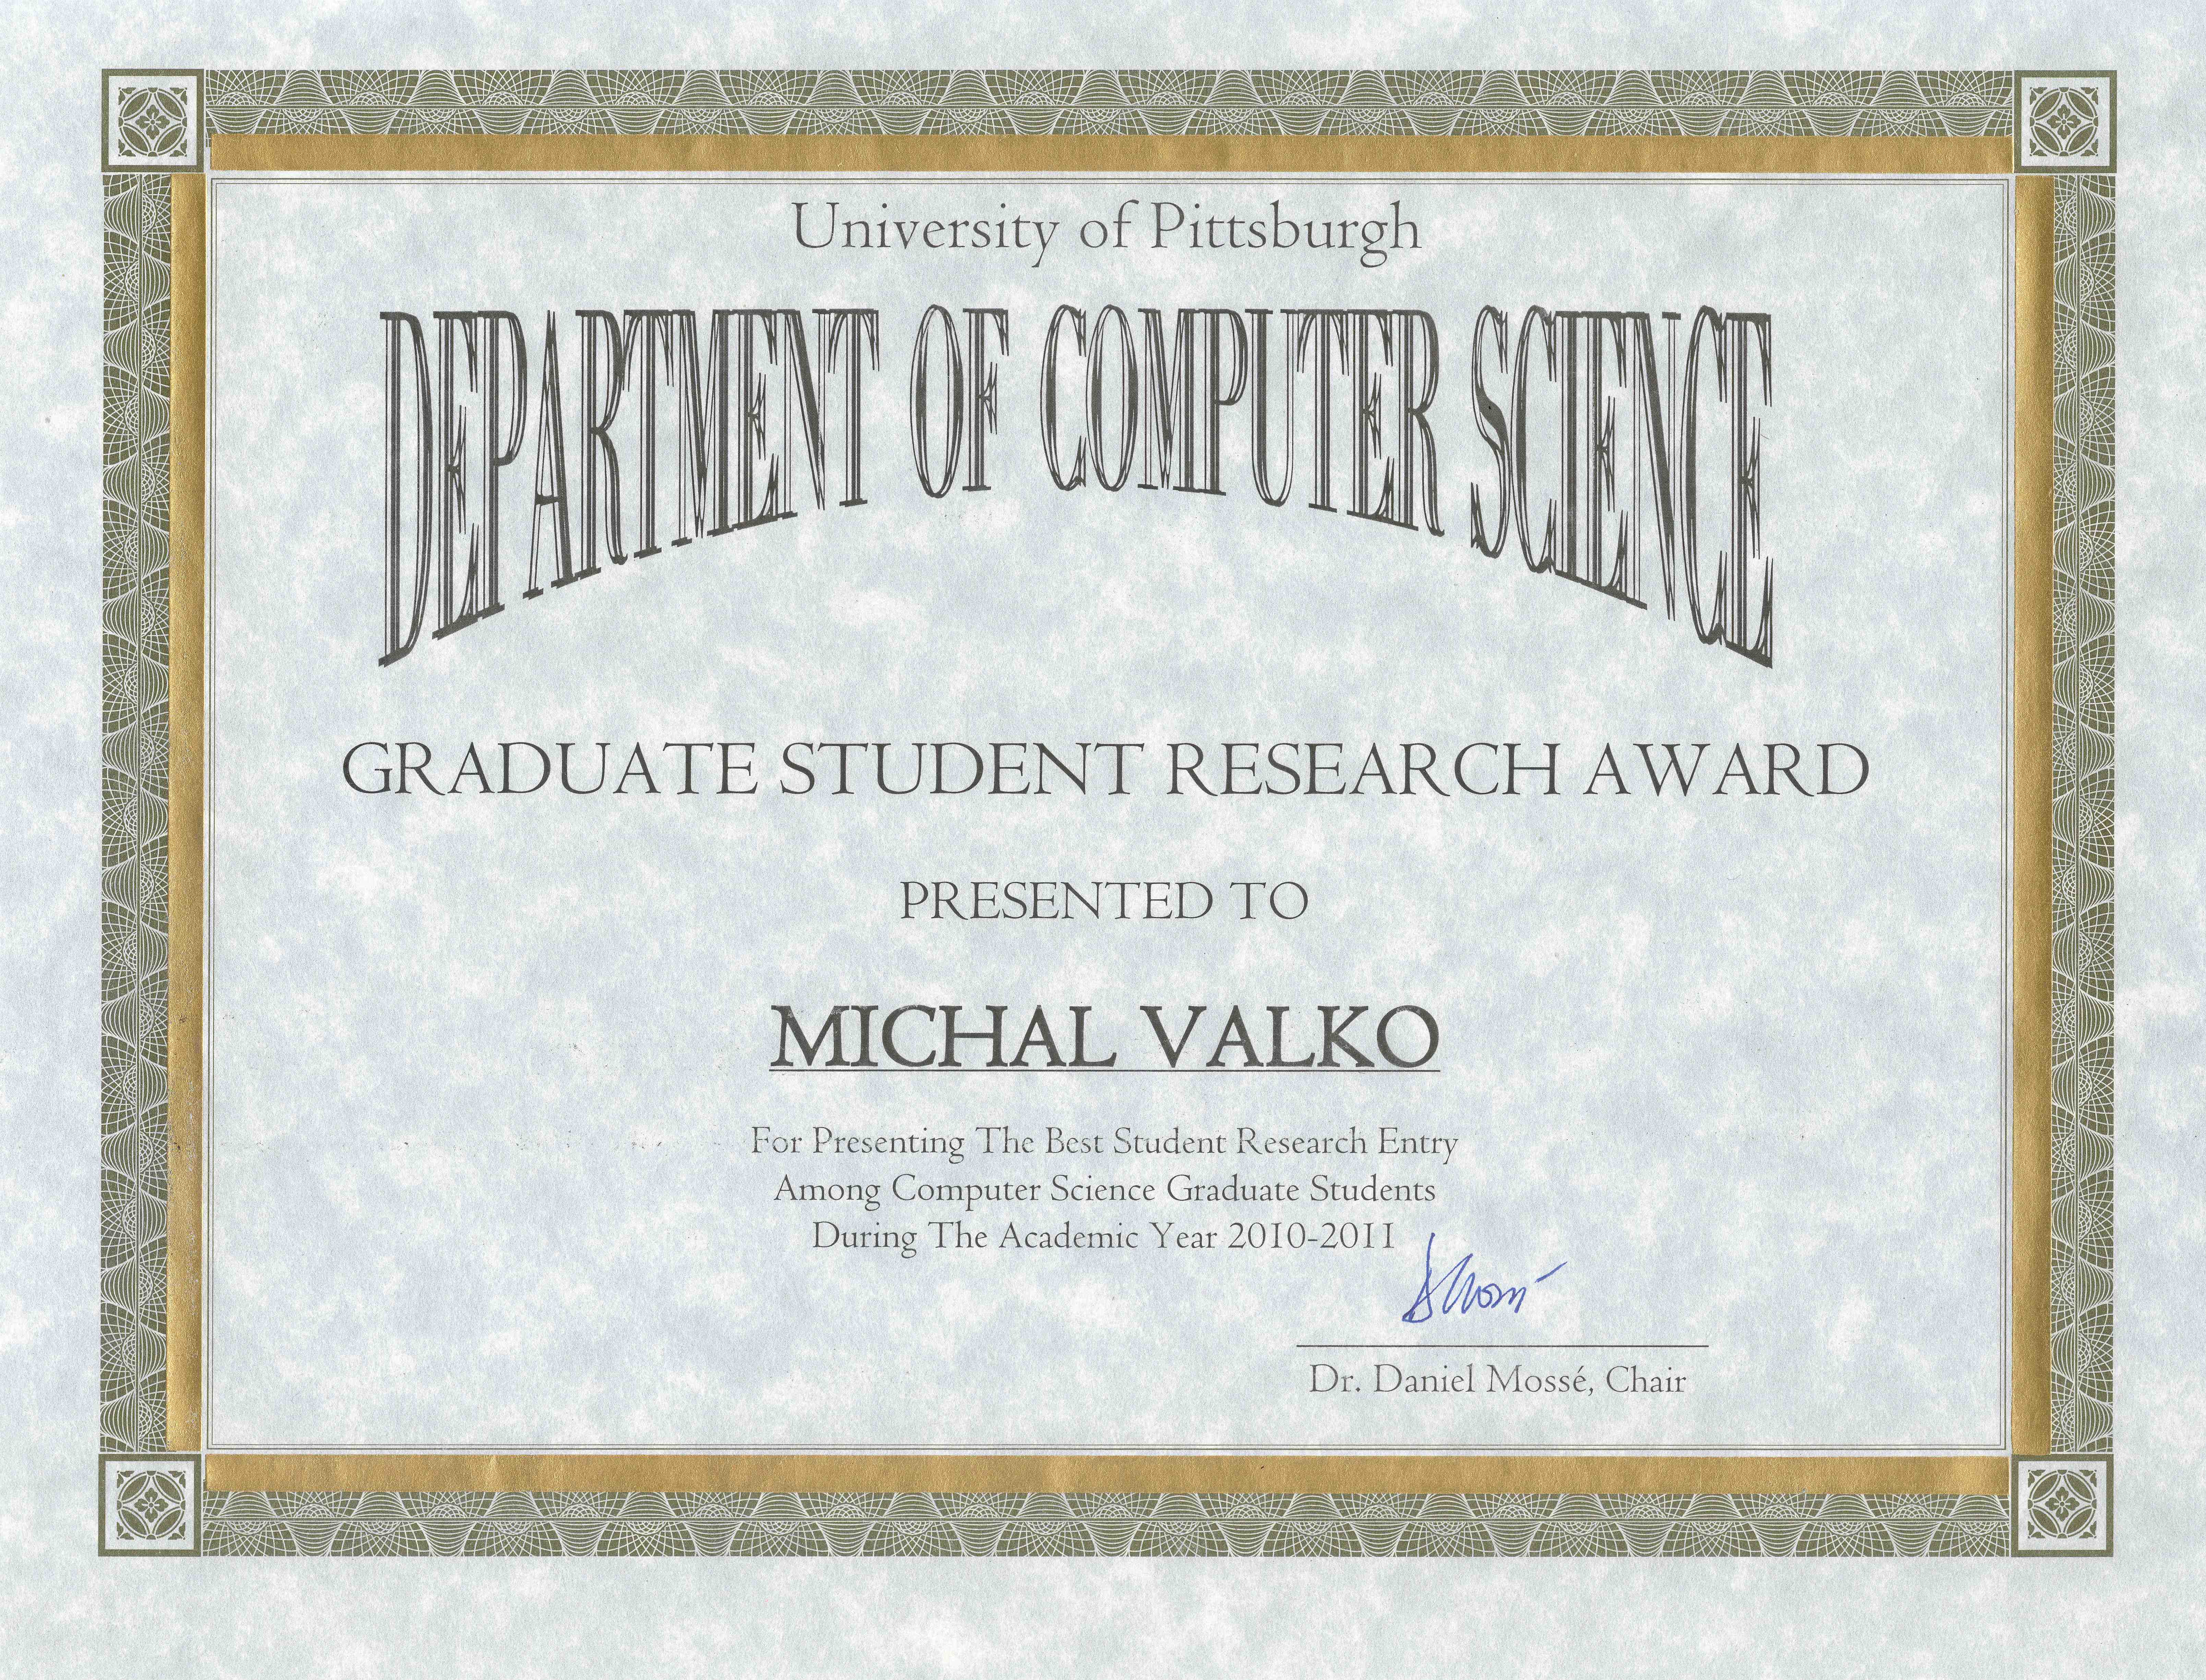 University of Pittsburgh
DEPARTMENT OF COMPUTER SCIENCE
GRADUATE STUDENT RESEARCH AWARD
PRESENTED TO
MICHAL VALKO
For Presenting The Best Student Research Entry
Among Computer Science Graduate Students
During The Academic Year 2010-2011
Dr. Daniel Mossé, Chair